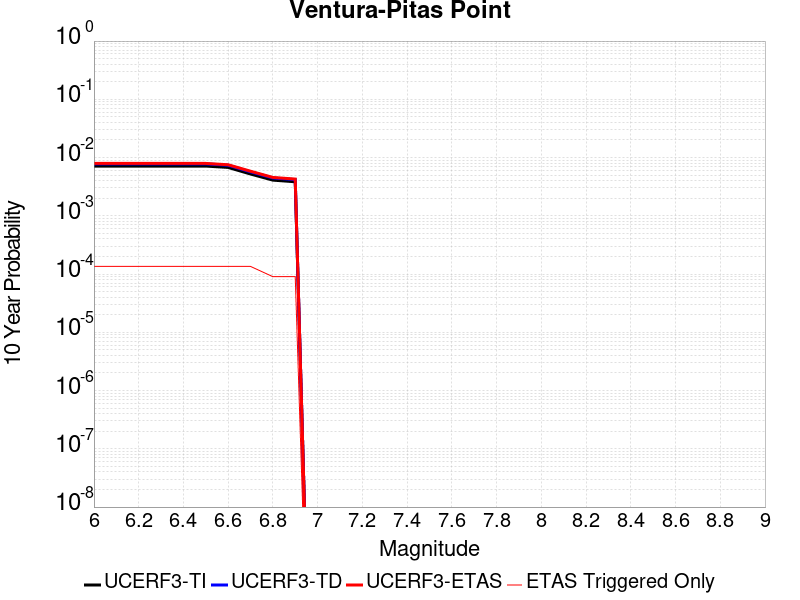 Ventura-Pitas Point
10 Year Probability
10^0
10^-1
10^-2
10^-3
10^-4
10^-5
10^-6
10^-7
10^-8
6 6.2 6.4 6.6 6.8 7 7.2 7.4 7.6 7.8 8 8.2 8.4 8.6 8.8 9
Magnitude
UCERF3-TI UCERF3-TD UCERF3-ETAS ETAS Triggered Only